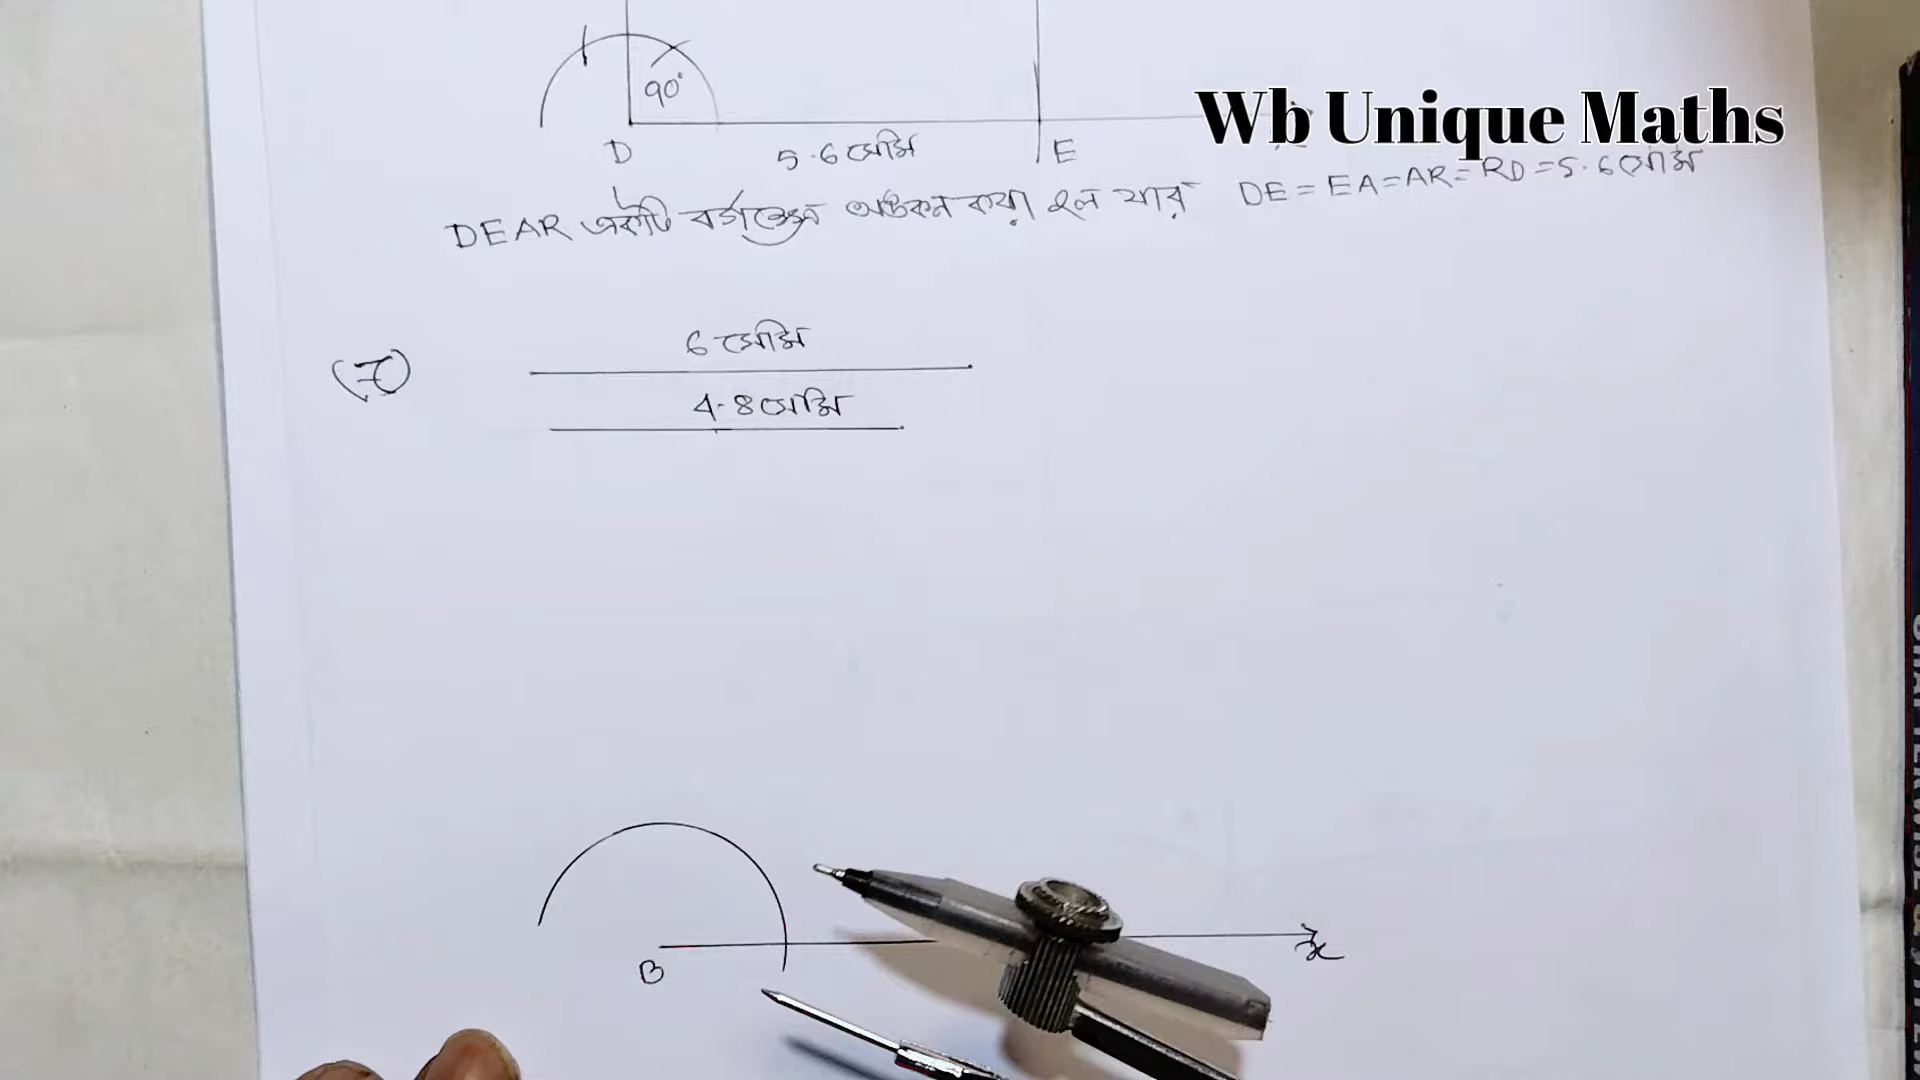 Wb Unique Maths
90°
D
5.6 সেমি
E
DEAR একটি বর্গক্ষেত্র অঙ্কন করা হল যার DE = EA = AR = RD = 5.6 সেমি
6 সেমি
4.8 সেমি
B
x